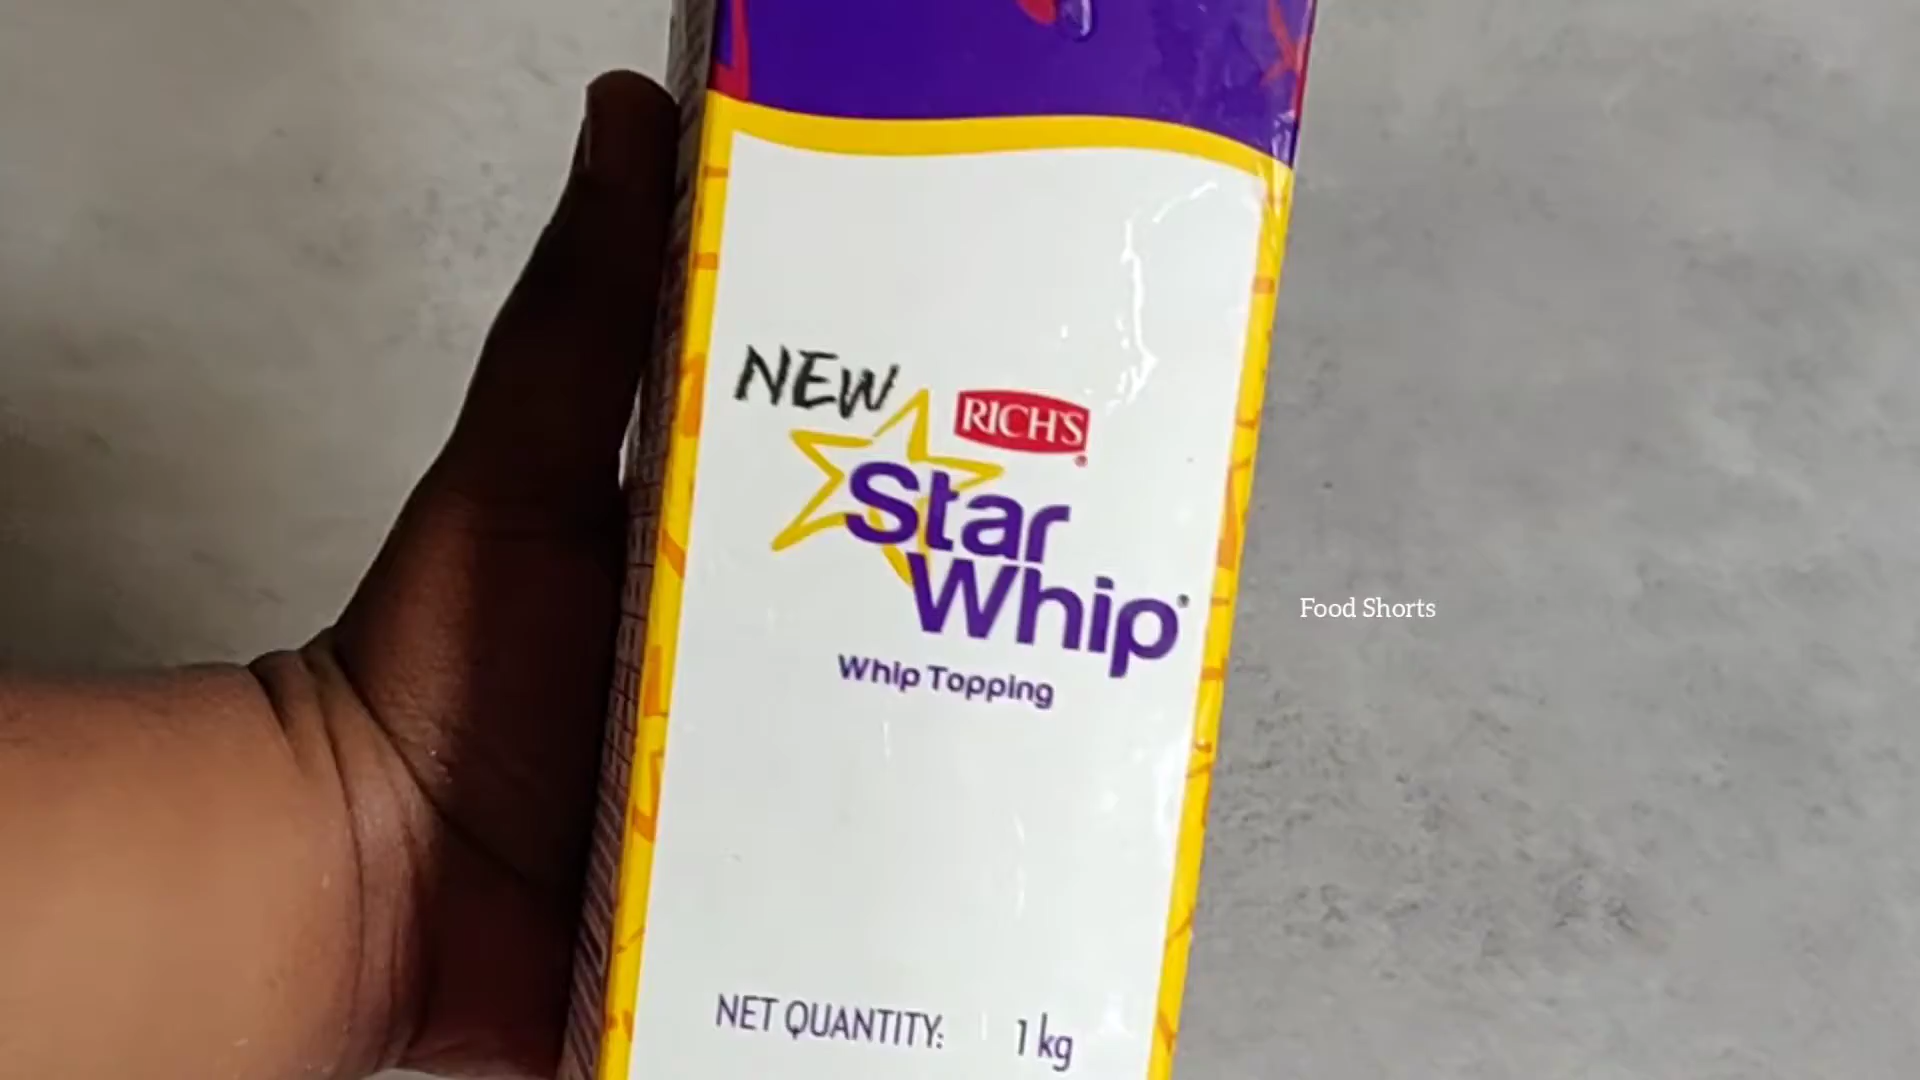 NEW
RICH'S
Star
Whip
Whip Topping
Food Shorts
NET QUANTITY: 1 kg